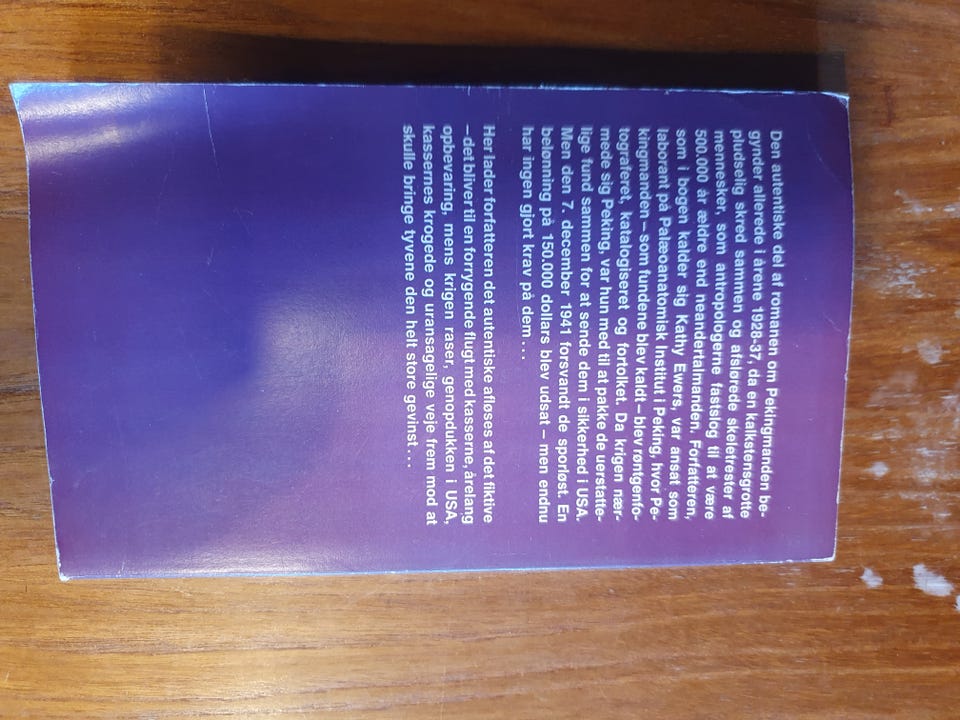 Den autentiske del af romanen om Pekingmanden be-
gynder allerede i årene 1928-37, da en kalkstensgrotte
pludselig skred sammen og afslørede skeletrester af
mennesker, som antropologerne fastslog til at være
500.000 år ældre end neandertalmanden. Forfatteren,
som i bogen kalder sig Kathy Ewers, var ansat som
laborant på Palæoanatomisk Institut i Peking, hvor Pe-
kingmanden – som fundene blev kaldt – blev røntgenfo-
tograferet, katalogiseret og fortolket. Da krigen nær-
mede sig Peking, var hun med til at pakke de uerstatte-
lige fund sammen for at sende dem i sikkerhed i USA.
Men den 7. december 1941 forsvandt de sporløst. En
belønning på 150.000 dollars blev udsat – men endnu
har ingen gjort krav på dem...
Her lader forfatteren det autentiske afløses af det fiktive
– det bliver til en forrygende flugt med kasserne, årelang
opbevaring, mens krigen raser, genopdukken i USA,
kassernes krogede og uransagelige veje frem mod at
skulle bringe tyvene den helt store gevinst...